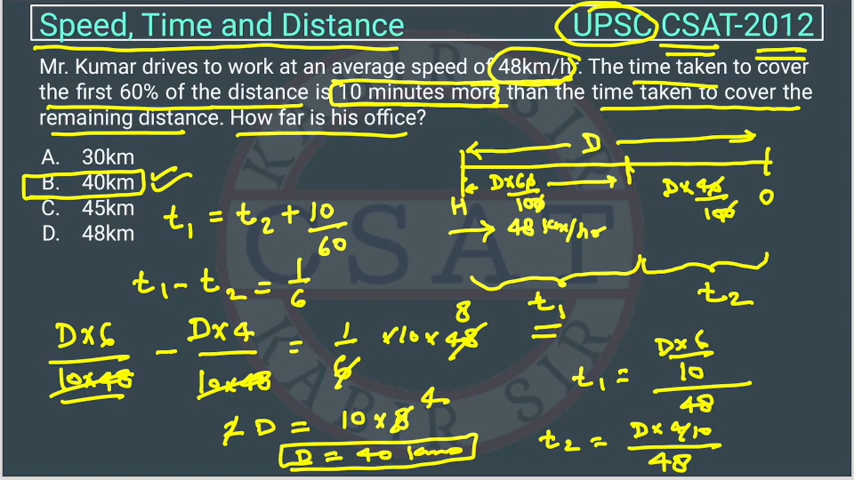 Speed, Time and Distance UPSC CSAT-2012
Mr. Kumar drives to work at an average speed of 48km/hr. The time taken to cover
the first 60% of the distance is 10 minutes more than the time taken to cover the
remaining distance. How far is his office?
A. 30km
B. 40km
C. 45km
D. 48km
D
D×60/100 D×40/100
H O
48 km/hr
t1 t2
t1 = t2 + 10/60
t1 - t2 = 1/6
D×6/10×48 - D×4/10×48 = 1/6 ×10×48 8
2D = 10×8 4
D = 40 kms
t1 = D×6/10/48
t2 = D×4/10/48
CSAT